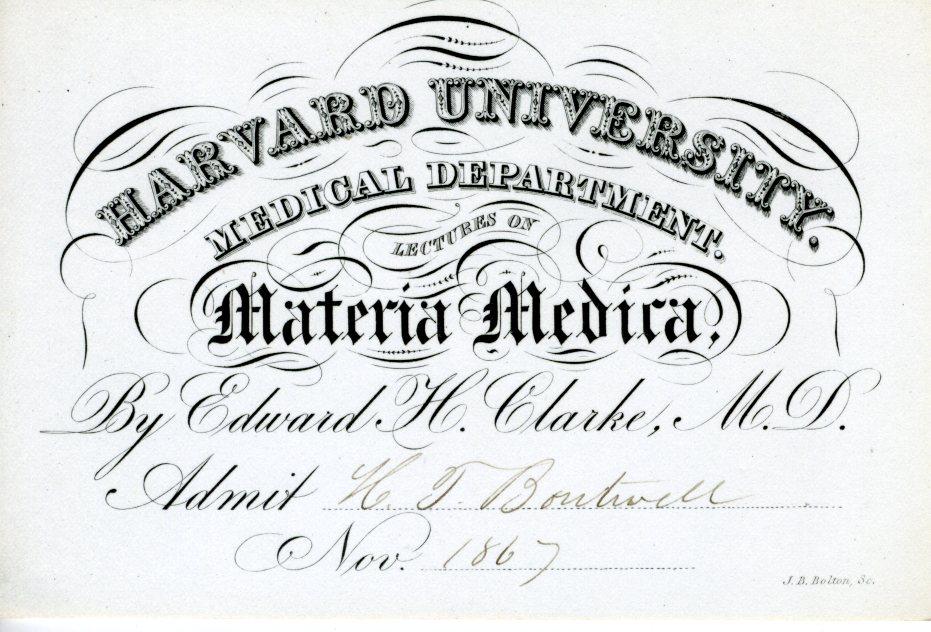 HARVARD UNIVERSITY.
MEDICAL DEPARTMENT.
LECTURES ON
Materia Medica,
By Edward H. Clarke, M.D.
Admit H. T. Boutwell
Nov. 1867
J. B. Bolton, Sc.